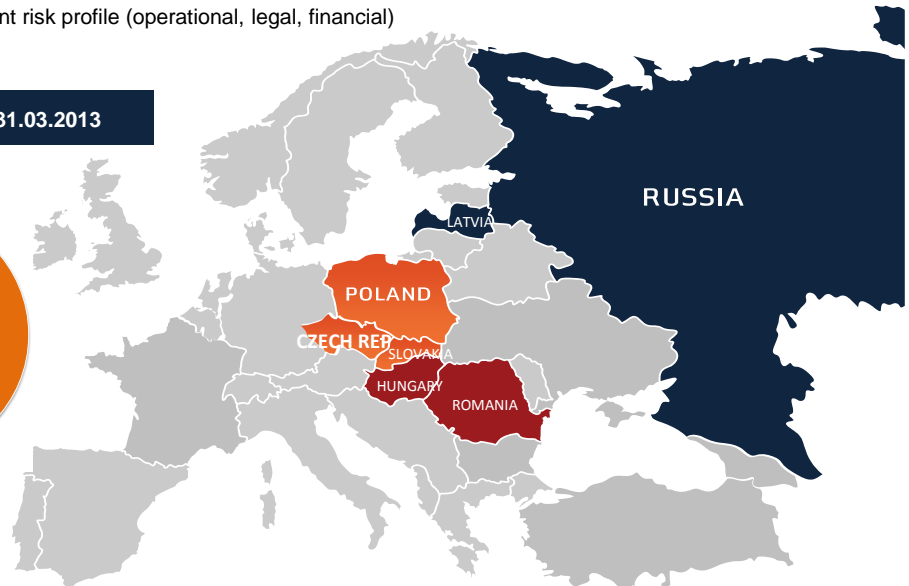 nt risk profile (operational, legal, financial)
31.03.2013
RUSSIA
LATVIA
POLAND
CZECH REP
SLOVAKIA
HUNGARY
ROMANIA